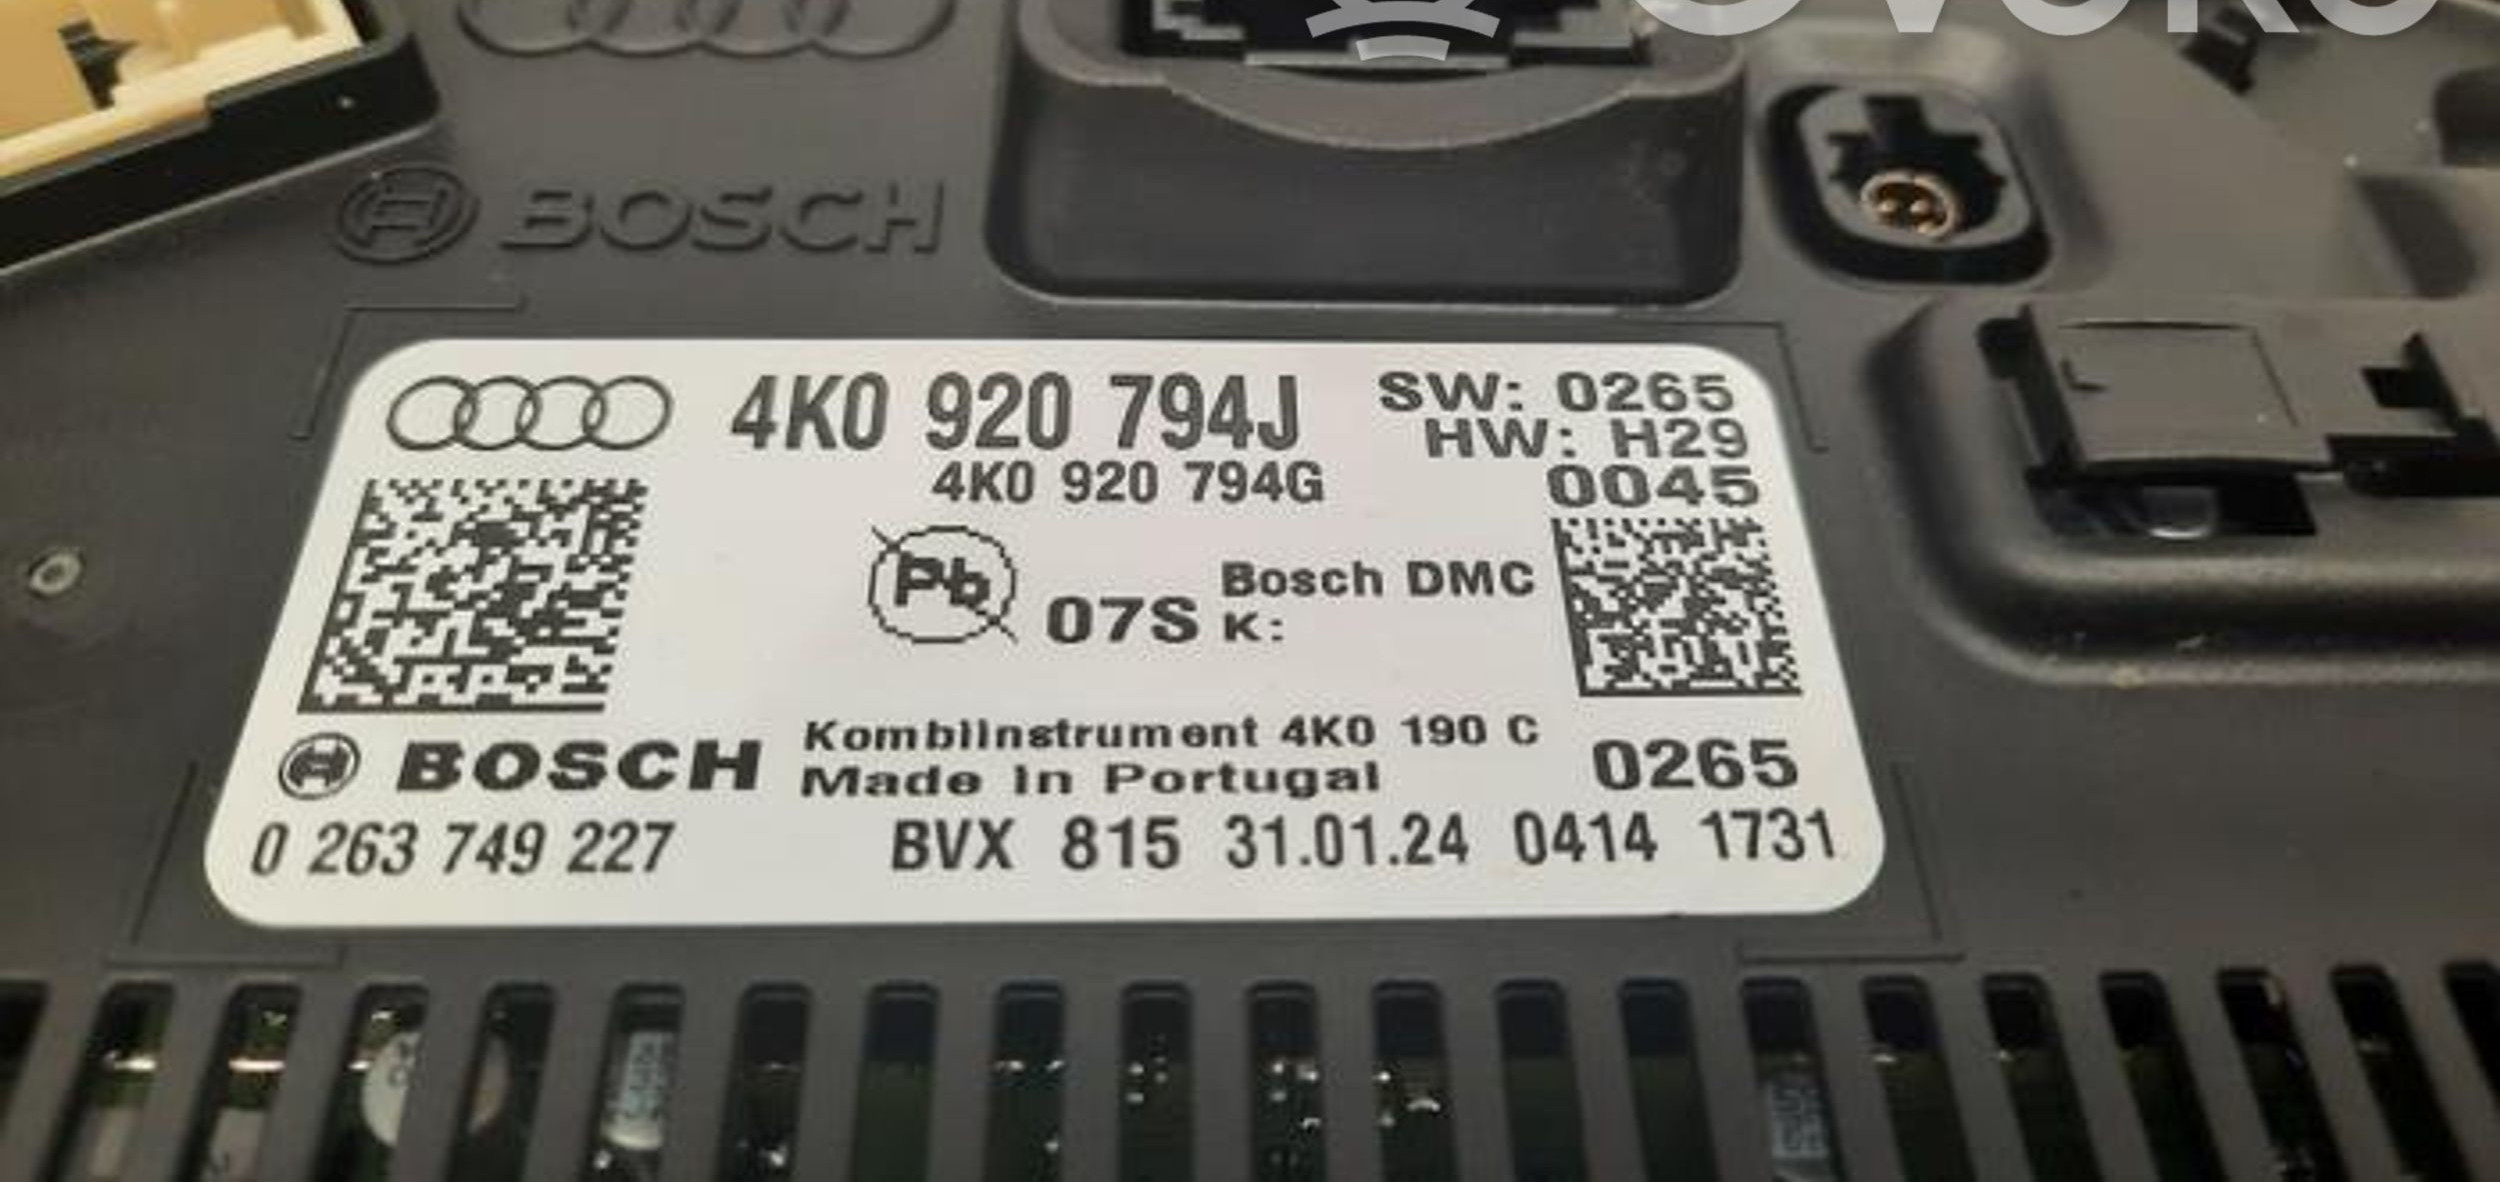 BOSCH
4K0 920 794J
SW: 0265
HW: H29
4K0 920 794G
0045
Pb
07S
Bosch DMC
K:
BOSCH
Kombiinstrument 4K0 190 C
Made in Portugal
0265
0 263 749 227
BVX 815 31.01.24 0414 1731